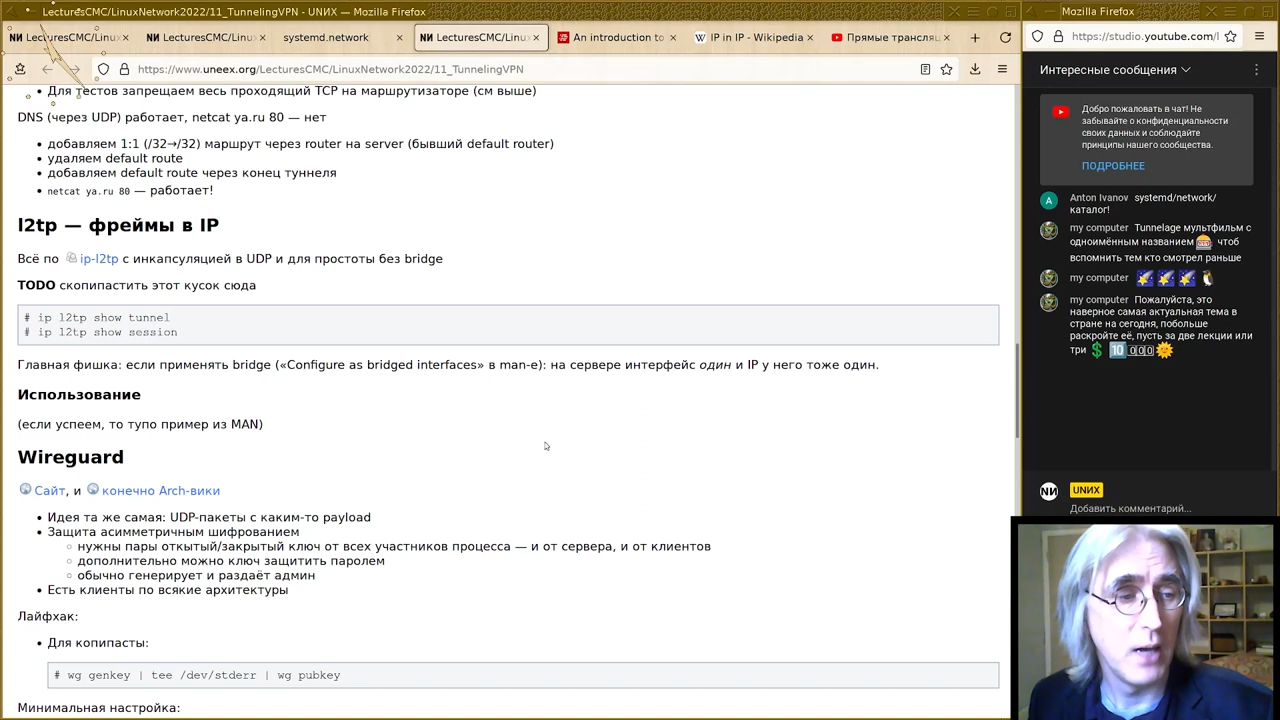 LecturesCMC/LinuxNetwork2022/11_TunnelingVPN - UNИX — Mozilla Firefox
LecturesCMC/Linux/
LecturesCMC/Linux/
systemd.network
LecturesCMC/Linux/
An introduction to
IP in IP - Wikipedia
Прямые трансляц
https://www.uneex.org/LecturesCMC/LinuxNetwork2022/11_TunnelingVPN
Для тестов запрещаем весь проходящий TCP на маршрутизаторе (см выше)
DNS (через UDP) работает, netcat ya.ru 80 — нет
добавляем 1:1 (/32→/32) маршрут через router на server (бывший default router)
удаляем default route
добавляем default route через конец туннеля
netcat ya.ru 80 — работает!
l2tp — фреймы в IP
Всё по ip-l2tp с инкапсуляцией в UDP и для простоты без bridge
TODO скопипастить этот кусок сюда
# ip l2tp show tunnel
# ip l2tp show session
Главная фишка: если применять bridge («Configure as bridged interfaces» в man-е): на сервере интерфейс один и IP у него тоже один.
Использование
(если успеем, то тупо пример из MAN)
Wireguard
Сайт, и конечно Arch-вики
Идея та же самая: UDP-пакеты с каким-то payload
Защита асимметричным шифрованием
нужны пары откытый/закрытый ключ от всех участников процесса — и от сервера, и от клиентов
дополнительно можно ключ защитить паролем
обычно генерирует и раздаёт админ
Есть клиенты по всякие архитектуры
Лайфхак:
Для копипасты:
# wg genkey | tee /dev/stderr | wg pubkey
Минимальная настройка:
Mozilla Firefox
https://studio.youtube.com/l
Интересные сообщения
Добро пожаловать в чат! Не
забывайте о конфиденциальности
своих данных и соблюдайте
принципы нашего сообщества.
ПОДРОБНЕЕ
A Anton Ivanov systemd/network/
каталог!
my computer Tunnelage мультфильм с
одноимённым названием чтоб
вспомнить тем кто смотрел раньше
my computer
my computer Пожалуйста, это
наверное самая актуальная тема в
стране на сегодня, побольше
раскройте её, пусть за две лекции или
три 💲 🔟
NИ UNИX
Добавить комментарий...